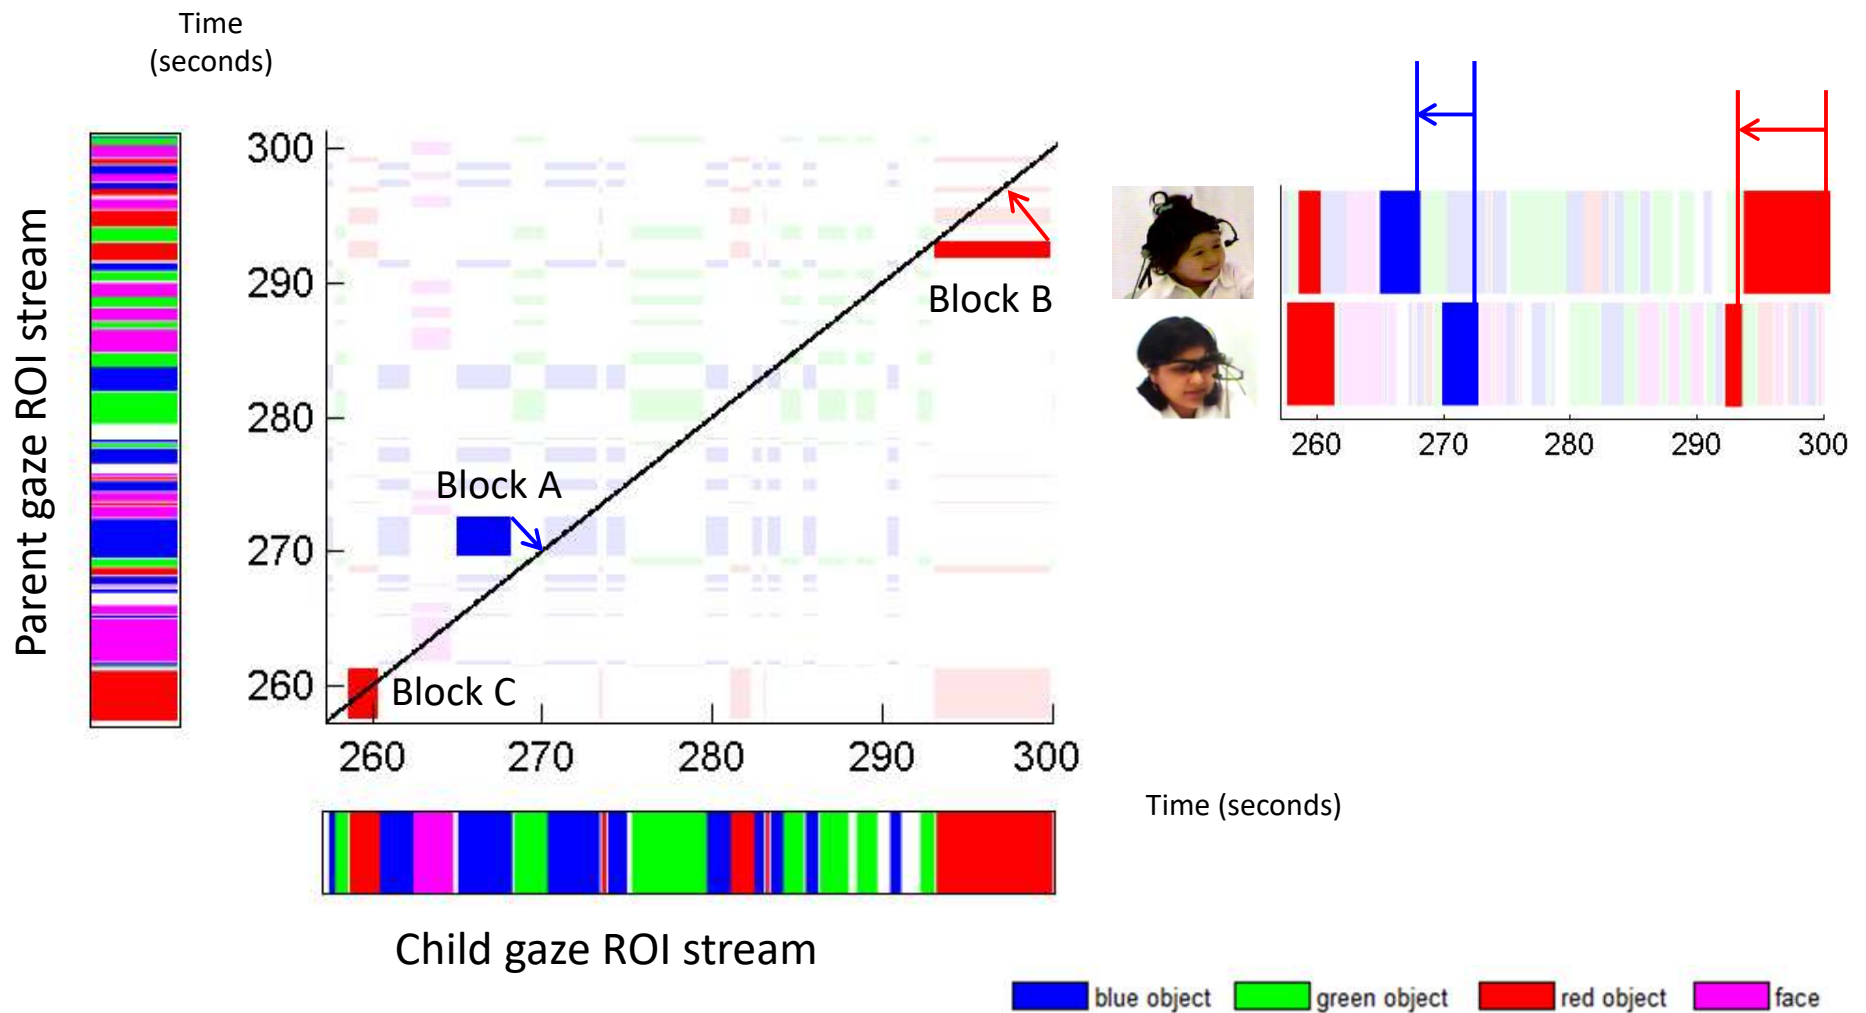 Time
(seconds)
Parent gaze ROI stream
300
290
280
270
260
Block A
Block B
Block C
260 270 280 290 300
Child gaze ROI stream
260 270 280 290 300
Time (seconds)
blue object green object red object face